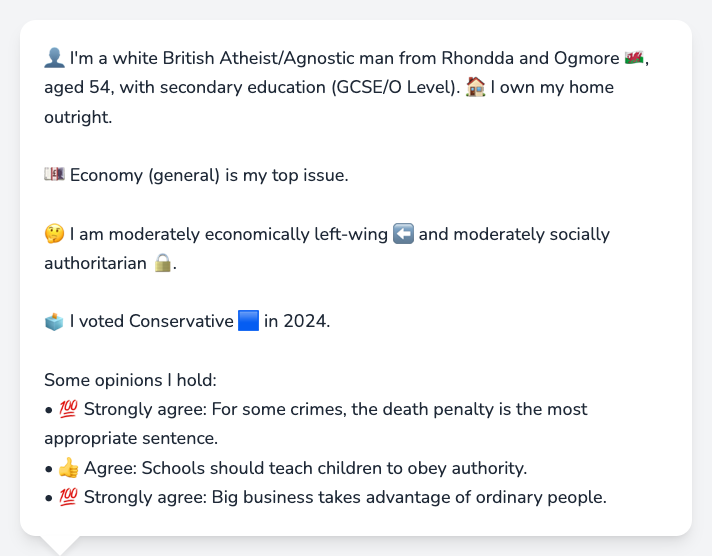 👤 I'm a white British Atheist/Agnostic man from Rhondda and Ogmore 🏴󠁧󠁢󠁷󠁬󠁳󠁿,
aged 54, with secondary education (GCSE/O Level). 🏠 I own my home
outright.
💷 Economy (general) is my top issue.
🤔 I am moderately economically left-wing ⬅️ and moderately socially
authoritarian 🔒.
🗳️ I voted Conservative 🟦 in 2024.
Some opinions I hold:
• 💯 Strongly agree: For some crimes, the death penalty is the most
appropriate sentence.
• 👍 Agree: Schools should teach children to obey authority.
• 💯 Strongly agree: Big business takes advantage of ordinary people.